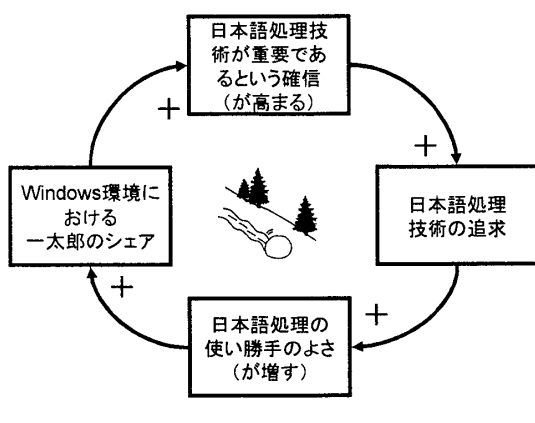 日本語処理技
術が重要であ
るという確信
（が高まる）
＋
＋
Windows環境に
おける
一太郎のシェア
日本語処理
技術の追求
＋
＋
日本語処理の
使い勝手のよさ
（が増す）